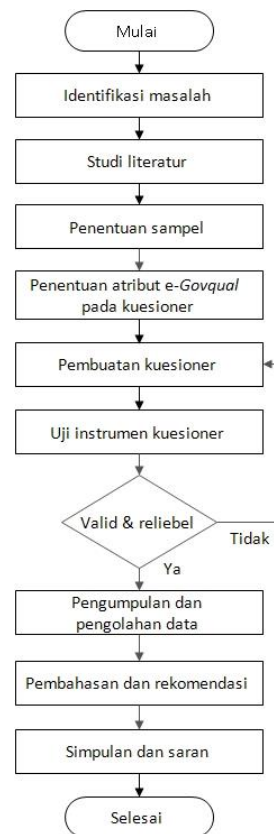 Mulai
Identifikasi masalah
Studi literatur
Penentuan sampel
Penentuan atribut e-Govqual
pada kuesioner
Pembuatan kuesioner
Uji instrumen kuesioner
Valid & reliebel
Tidak
Ya
Pengumpulan dan
pengolahan data
Pembahasan dan rekomendasi
Simpulan dan saran
Selesai